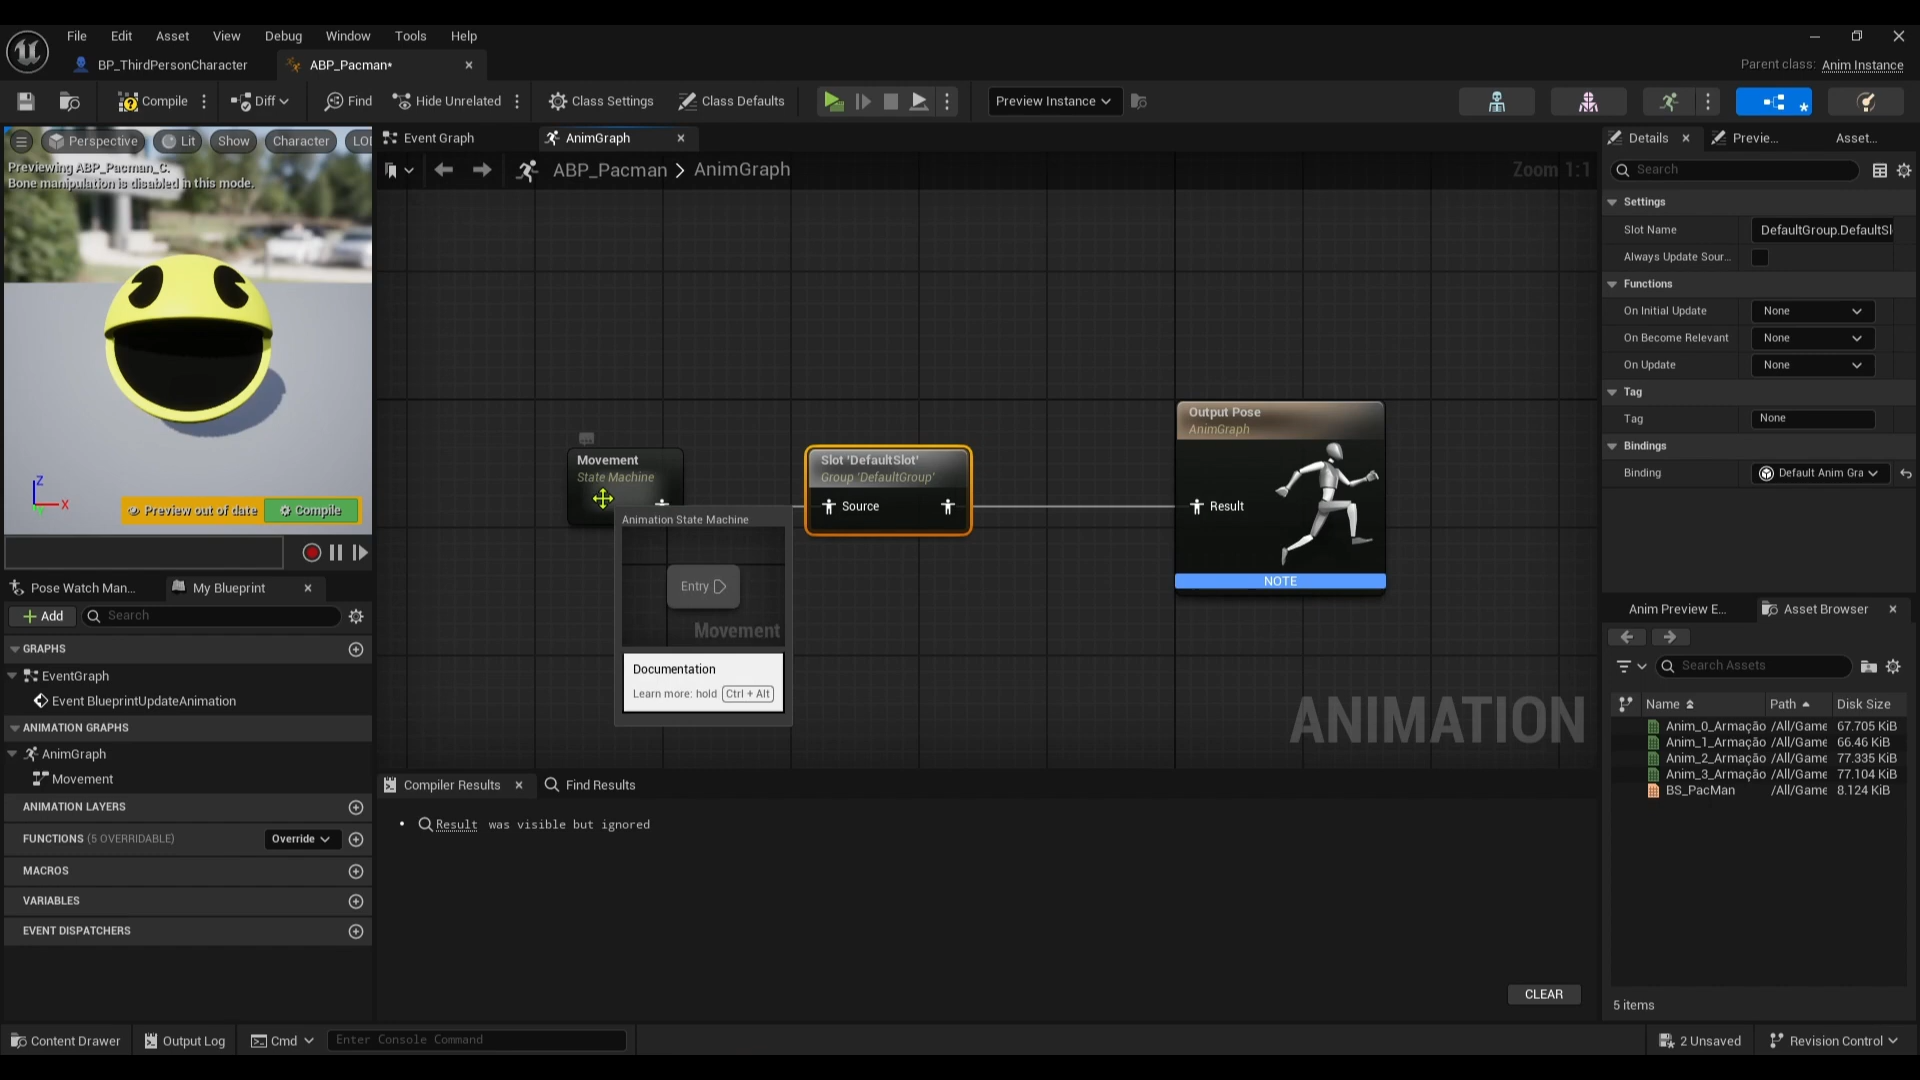 File Edit Asset View Debug Window Tools Help
BP_ThirdPersonCharacter
ABP_Pacman*
Parent class: Anim Instance
Compile
Diff
Find
Hide Unrelated
Class Settings
Class Defaults
Preview Instance
Perspective
Lit
Show
Character
LOD
Previewing ABP_Pacman_C.
Bone manipulation is disabled in this mode.
Z
X
Preview out of date
Compile
Event Graph
AnimGraph
ABP_Pacman > AnimGraph
Zoom 1:1
Movement
State Machine
Slot 'DefaultSlot'
Group 'DefaultGroup'
Source
Output Pose
AnimGraph
Result
NOTE
Animation State Machine
Entry
Movement
Documentation
Learn more: hold Ctrl + Alt
ANIMATION
Pose Watch Man...
My Blueprint
Add
Search
GRAPHS
EventGraph
Event BlueprintUpdateAnimation
ANIMATION GRAPHS
AnimGraph
Movement
ANIMATION LAYERS
FUNCTIONS (5 OVERRIDABLE)
Override
MACROS
VARIABLES
EVENT DISPATCHERS
Compiler Results
Find Results
• Result was visible but ignored
CLEAR
Details
Previe...
Asset...
Search
Settings
Slot Name DefaultGroup.DefaultSl
Always Update Sour...
Functions
On Initial Update None
On Become Relevant None
On Update None
Tag
Tag None
Bindings
Binding Default Anim Gra
Anim Preview E...
Asset Browser
Search Assets
Name Path Disk Size
Anim_0_Armação /All/Game 67.705 KiB
Anim_1_Armação /All/Game 66.46 KiB
Anim_2_Armação /All/Game 77.335 KiB
Anim_3_Armação /All/Game 77.104 KiB
BS_PacMan /All/Game 8.124 KiB
5 items
Content Drawer
Output Log
Cmd
Enter Console Command
2 Unsaved
Revision Control